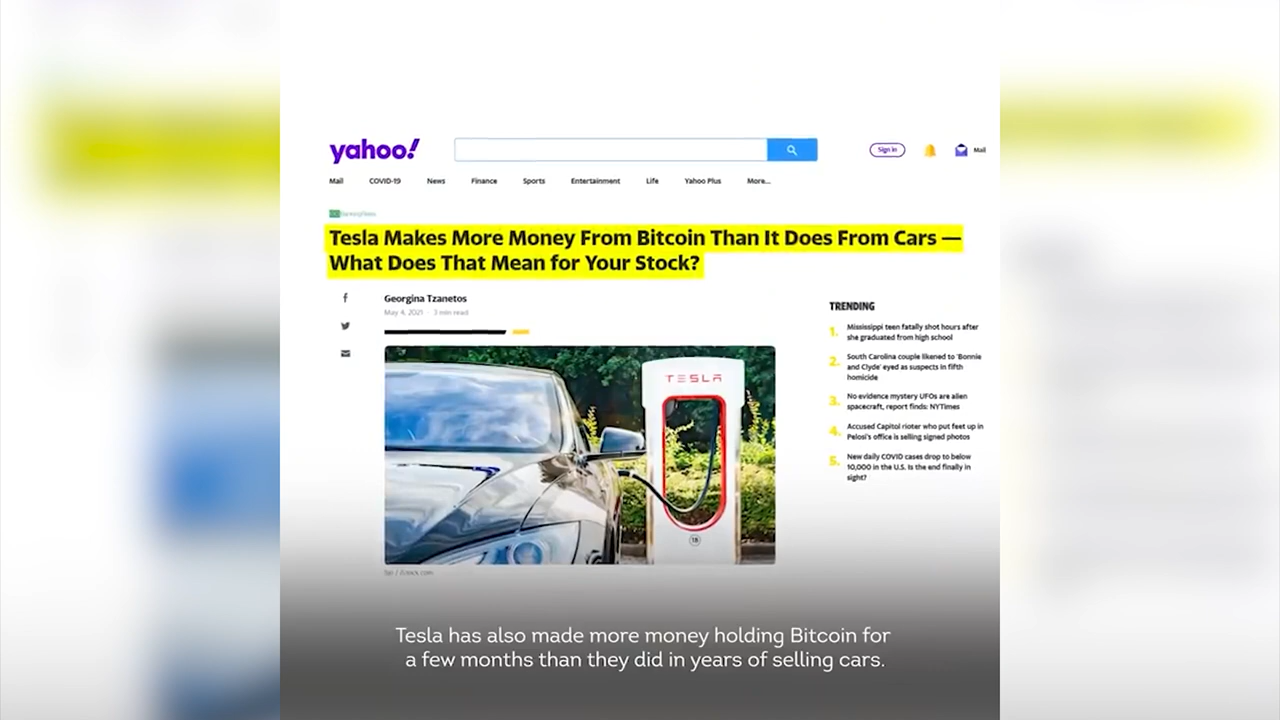 yahoo!
Sign in
Mail
Mail COVID-19 News Finance Sports Entertainment Life Yahoo Plus More...
Tesla Makes More Money From Bitcoin Than It Does From Cars —
What Does That Mean for Your Stock?
Georgina Tzanetos
May 4, 2021 · 3 min read
TRENDING
1. Mississippi teen fatally shot hours after
she graduated from high school
2. South Carolina couple likened to 'Bonnie
and Clyde' eyed as suspects in fifth
homicide
3. No evidence mystery UFOs are alien
spacecraft, report finds: NYTimes
4. Accused Capitol rioter who put feet up in
Pelosi's office is selling signed photos
5. New daily COVID cases drop to below
10,000 in the U.S. Is the end finally in
sight?
TESLA
18
Tesla has also made more money holding Bitcoin for
a few months than they did in years of selling cars.